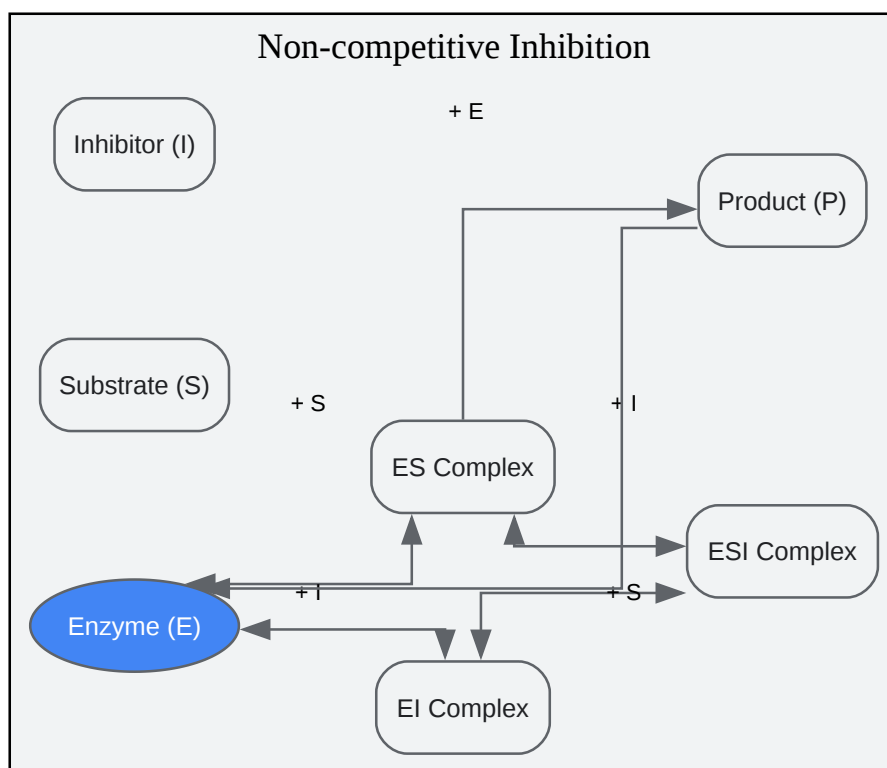 Non-competitive Inhibition
+ E
Inhibitor (I)
Product (P)
Substrate (S)
+ S
+ I
ES Complex
ESI Complex
+ I
+ S
Enzyme (E)
EI Complex